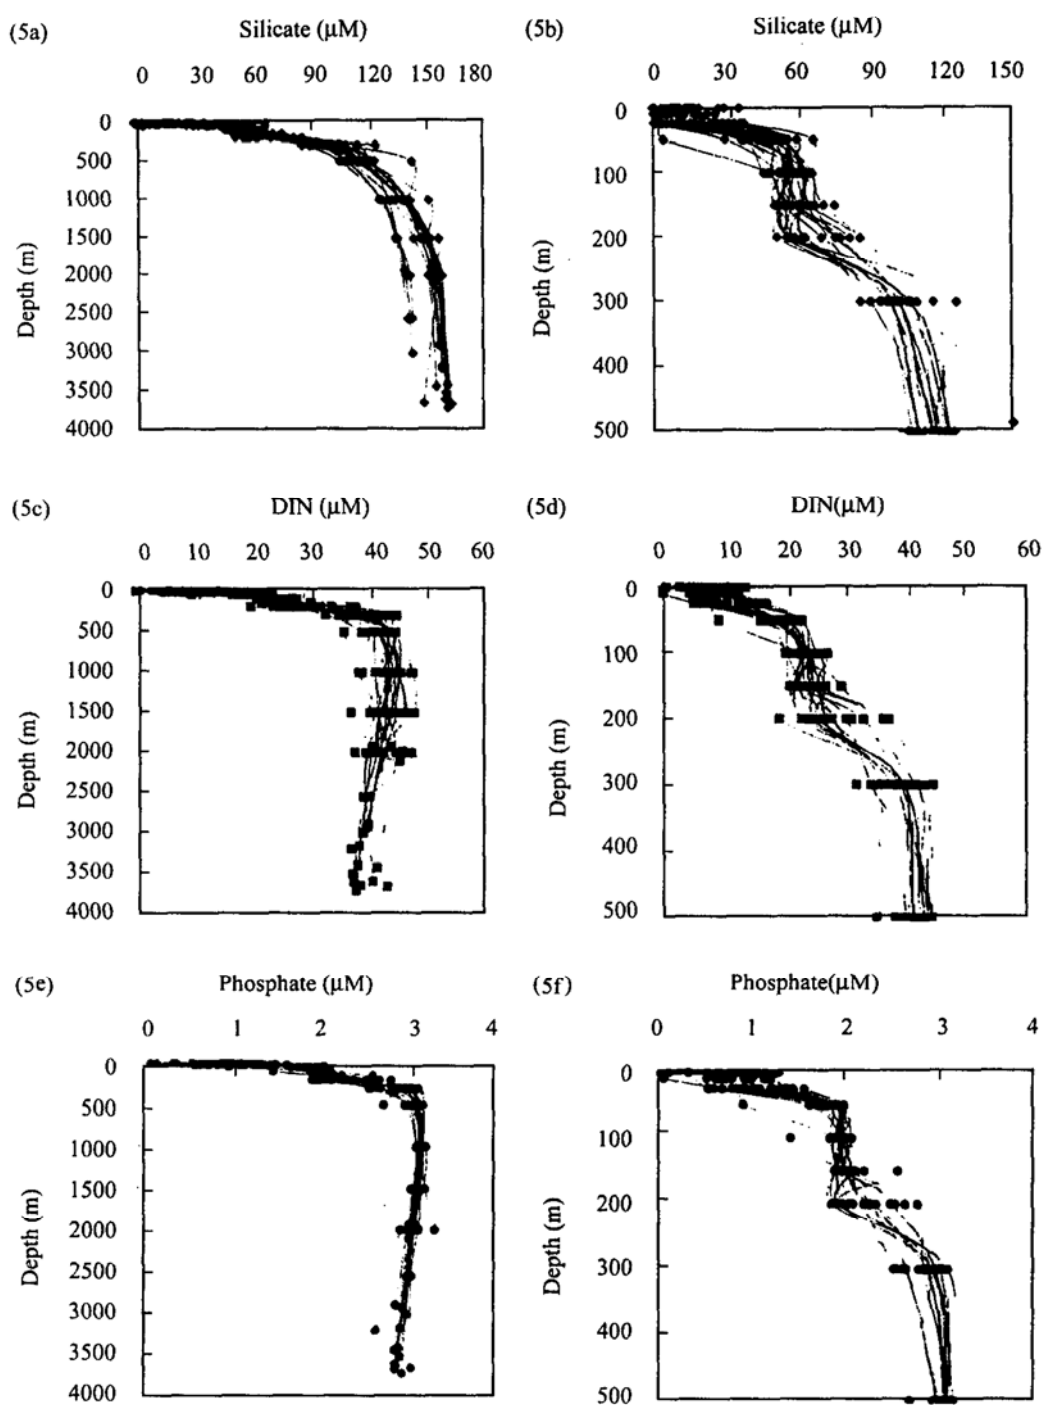 (5a)
Silicate (µM)
0 30 60 90 120 150 180
0
500
1000
1500
2000
2500
3000
3500
4000
Depth (m)
(5b)
Silicate (µM)
0 30 60 90 120 150
0
100
200
300
400
500
Depth (m)
(5c)
DIN (µM)
0 10 20 30 40 50 60
0
500
1000
1500
2000
2500
3000
3500
4000
Depth (m)
(5d)
DIN(µM)
0 10 20 30 40 50 60
0
100
200
300
400
500
Depth (m)
(5e)
Phosphate (µM)
0 1 2 3 4
0
500
1000
1500
2000
2500
3000
3500
4000
Depth (m)
(5f)
Phosphate(µM)
0 1 2 3 4
0
100
200
300
400
500
Depth (m)